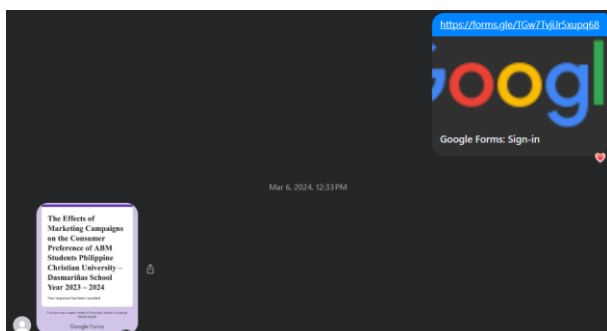 https://forms.gle/TGw7TvjiJr5xupq68
Googl
Google Forms: Sign-in
Mar 6, 2024, 12:33 PM
The Effects of
Marketing Campaigns
on the Consumer
Preference of ABM
Students Philippine
Christian University –
Dasmariñas School
Year 2023 – 2024
Your response has been recorded
Google Forms